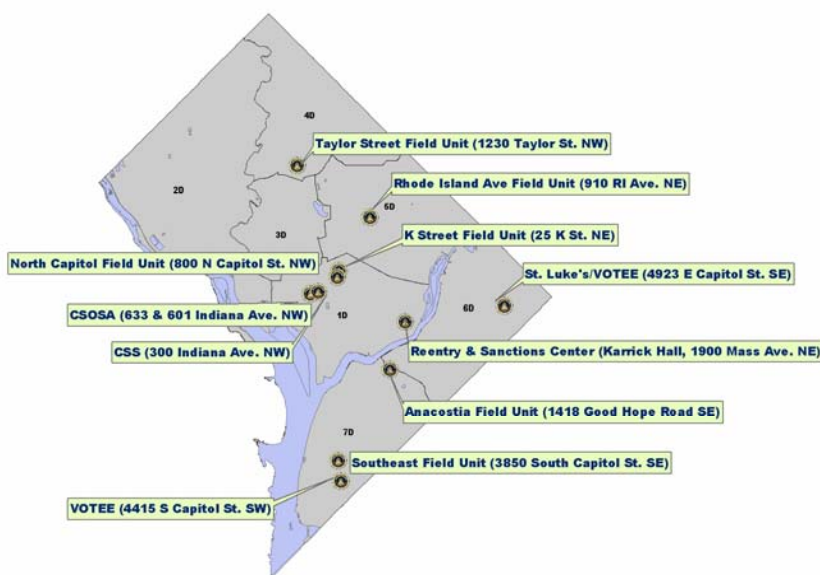 4D
Taylor Street Field Unit (1230 Taylor St. NW)
Rhode Island Ave Field Unit (910 RI Ave. NE)
2D
5D
3D
K Street Field Unit (25 K St. NE)
North Capitol Field Unit (800 N Capitol St. NW)
St. Luke's/VOTEE (4923 E Capitol St. SE)
CSOSA (633 & 601 Indiana Ave. NW)
1D
6D
CSS (300 Indiana Ave. NW)
Reentry & Sanctions Center (Karrick Hall, 1900 Mass Ave. NE)
Anacostia Field Unit (1418 Good Hope Road SE)
7D
Southeast Field Unit (3850 South Capitol St. SE)
VOTEE (4415 S Capitol St. SW)